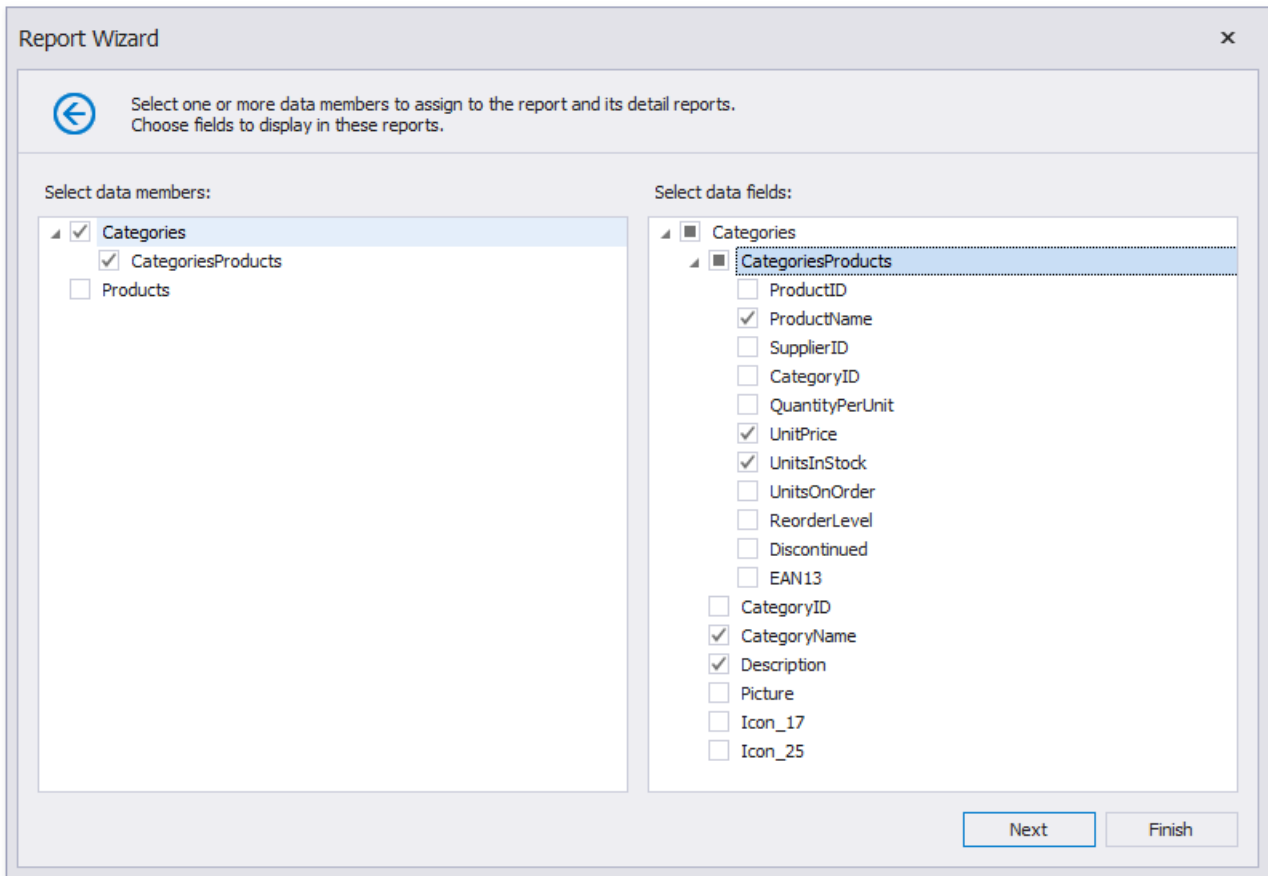 Report Wizard
Select one or more data members to assign to the report and its detail reports.
Choose fields to display in these reports.
Select data members:
Categories
CategoriesProducts
Products
Select data fields:
Categories
CategoriesProducts
ProductID
ProductName
SupplierID
CategoryID
QuantityPerUnit
UnitPrice
UnitsInStock
UnitsOnOrder
ReorderLevel
Discontinued
EAN13
CategoryID
CategoryName
Description
Picture
Icon_17
Icon_25
Next
Finish